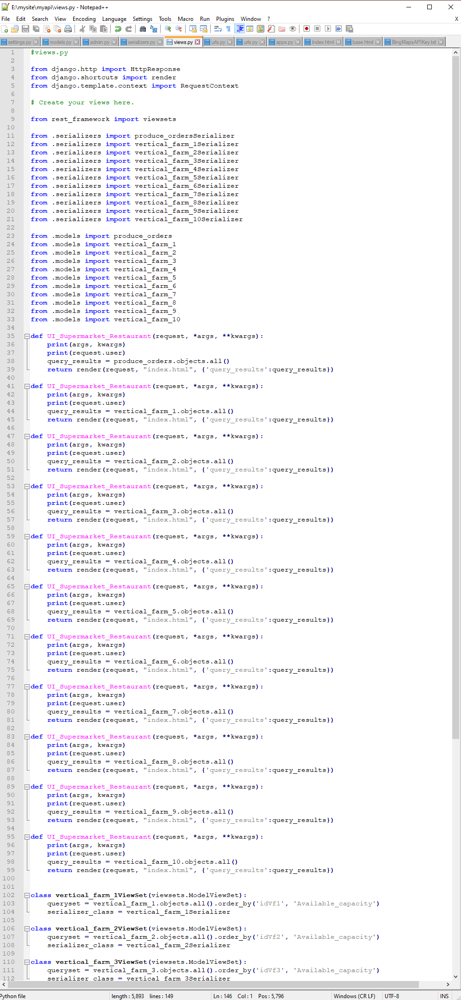 E:\mysite\myapi\views.py - Notepad++
File Edit Search View Encoding Language Settings Tools Macro Run Plugins Window ? X
settings.py models.py admin.py serializers.py views.py urls.py urls.py apps.py Index.html base.html BingMapsAPIKey.txt
1 #views.py
2
3 from django.http import HttpResponse
4 from django.shortcuts import render
5 from django.template.context import RequestContext
6
7 # Create your views here.
8
9 from rest_framework import viewsets
10
11 from .serializers import produce_ordersSerializer
12 from .serializers import vertical_farm_1Serializer
13 from .serializers import vertical_farm_2Serializer
14 from .serializers import vertical_farm_3Serializer
15 from .serializers import vertical_farm_4Serializer
16 from .serializers import vertical_farm_5Serializer
17 from .serializers import vertical_farm_6Serializer
18 from .serializers import vertical_farm_7Serializer
19 from .serializers import vertical_farm_8Serializer
20 from .serializers import vertical_farm_9Serializer
21 from .serializers import vertical_farm_10Serializer
22
23 from .models import produce_orders
24 from .models import vertical_farm_1
25 from .models import vertical_farm_2
26 from .models import vertical_farm_3
27 from .models import vertical_farm_4
28 from .models import vertical_farm_5
29 from .models import vertical_farm_6
30 from .models import vertical_farm_7
31 from .models import vertical_farm_8
32 from .models import vertical_farm_9
33 from .models import vertical_farm_10
34
35 def UI_Supermarket_Restaurant(request, *args, **kwargs):
36 print(args, kwargs)
37 print(request.user)
38 query_results = produce_orders.objects.all()
39 return render(request, "index.html", {'query_results':query_results})
40
41 def UI_Supermarket_Restaurant(request, *args, **kwargs):
42 print(args, kwargs)
43 print(request.user)
44 query_results = vertical_farm_1.objects.all()
45 return render(request, "index.html", {'query_results':query_results})
46
47 def UI_Supermarket_Restaurant(request, *args, **kwargs):
48 print(args, kwargs)
49 print(request.user)
50 query_results = vertical_farm_2.objects.all()
51 return render(request, "index.html", {'query_results':query_results})
52
53 def UI_Supermarket_Restaurant(request, *args, **kwargs):
54 print(args, kwargs)
55 print(request.user)
56 query_results = vertical_farm_3.objects.all()
57 return render(request, "index.html", {'query_results':query_results})
58
59 def UI_Supermarket_Restaurant(request, *args, **kwargs):
60 print(args, kwargs)
61 print(request.user)
62 query_results = vertical_farm_4.objects.all()
63 return render(request, "index.html", {'query_results':query_results})
64
65 def UI_Supermarket_Restaurant(request, *args, **kwargs):
66 print(args, kwargs)
67 print(request.user)
68 query_results = vertical_farm_5.objects.all()
69 return render(request, "index.html", {'query_results':query_results})
70
71 def UI_Supermarket_Restaurant(request, *args, **kwargs):
72 print(args, kwargs)
73 print(request.user)
74 query_results = vertical_farm_6.objects.all()
75 return render(request, "index.html", {'query_results':query_results})
76
77 def UI_Supermarket_Restaurant(request, *args, **kwargs):
78 print(args, kwargs)
79 print(request.user)
80 query_results = vertical_farm_7.objects.all()
81 return render(request, "index.html", {'query_results':query_results})
82
83 def UI_Supermarket_Restaurant(request, *args, **kwargs):
84 print(args, kwargs)
85 print(request.user)
86 query_results = vertical_farm_8.objects.all()
87 return render(request, "index.html", {'query_results':query_results})
88
89 def UI_Supermarket_Restaurant(request, *args, **kwargs):
90 print(args, kwargs)
91 print(request.user)
92 query_results = vertical_farm_9.objects.all()
93 return render(request, "index.html", {'query_results':query_results})
94
95 def UI_Supermarket_Restaurant(request, *args, **kwargs):
96 print(args, kwargs)
97 print(request.user)
98 query_results = vertical_farm_10.objects.all()
99 return render(request, "index.html", {'query_results':query_results})
100
101
102 class vertical_farm_1ViewSet(viewsets.ModelViewSet):
103 queryset = vertical_farm_1.objects.all().order_by('idVf1', 'Available_capacity')
104 serializer_class = vertical_farm_1Serializer
105
106 class vertical_farm_2ViewSet(viewsets.ModelViewSet):
107 queryset = vertical_farm_2.objects.all().order_by('idVf2', 'Available_capacity')
108 serializer_class = vertical_farm_2Serializer
109
110 class vertical_farm_3ViewSet(viewsets.ModelViewSet):
111 queryset = vertical_farm_3.objects.all().order_by('idVf3', 'Available_capacity')
112 serializer_class = vertical_farm_3Serializer
Python file length : 5,893 lines : 149 Ln : 146 Col : 1 Pos : 5,796 Windows (CR LF) UTF-8 INS